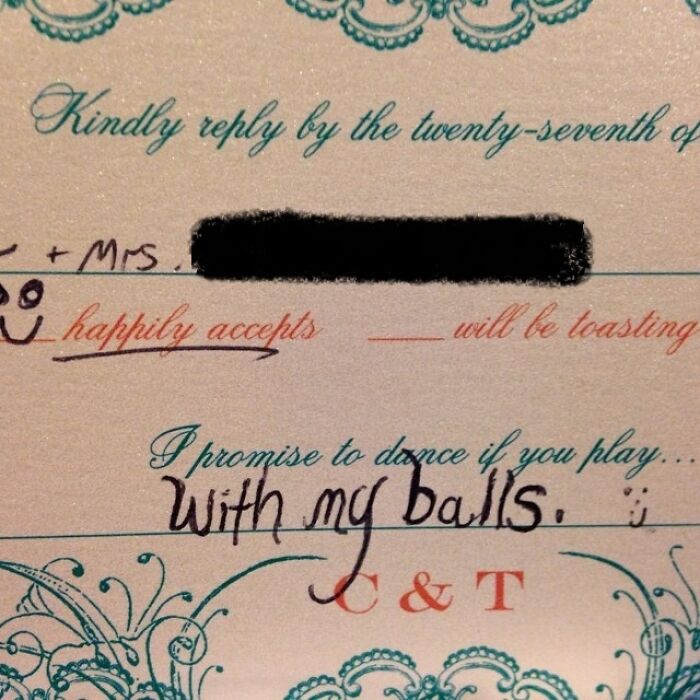 Kindly reply by the twenty-seventh of
+ Mrs.
happily accepts ____ will be toasting
I promise to dance if you play...
with my balls. :)
C & T